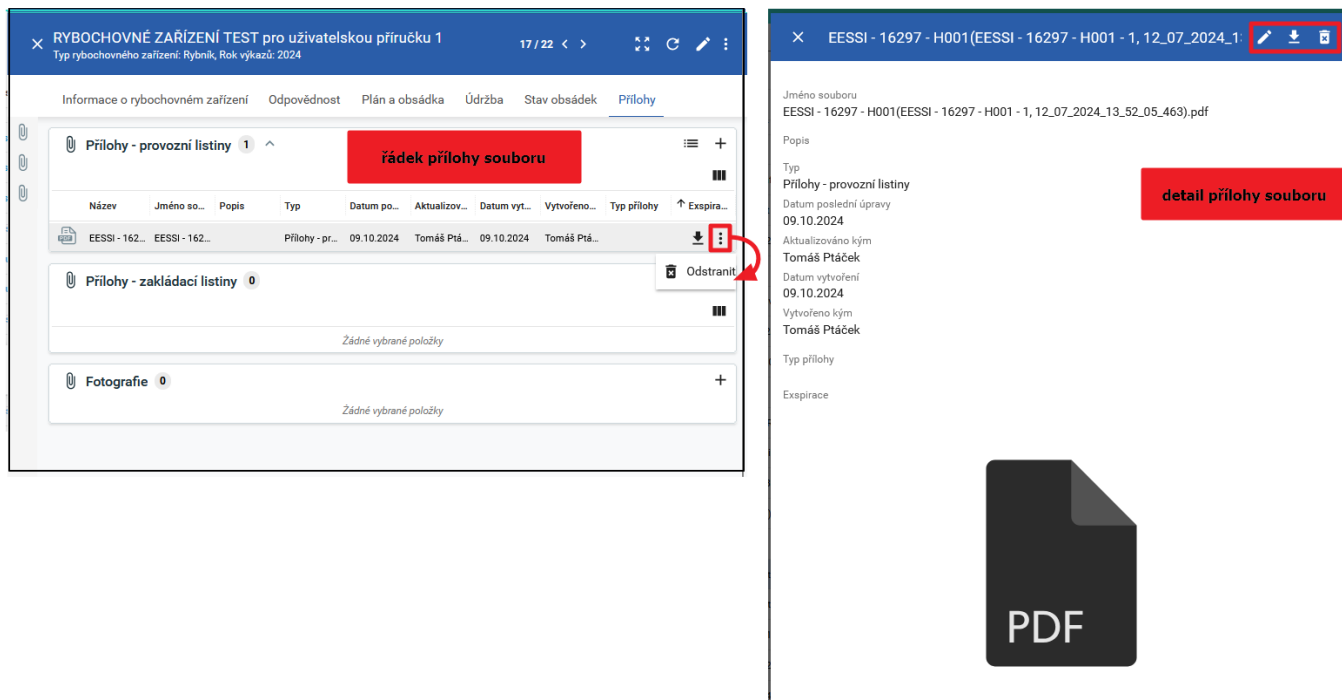 RYBOCHOVNÉ ZAŘÍZENÍ TEST pro uživatelskou příručku 1
Typ rybochovného zařízení: Rybník, Rok výkazů: 2024
17 / 22
Informace o rybochovném zařízení Odpovědnost Plán a obsádka Údržba Stav obsádek Přílohy
Přílohy - provozní listiny 1
řádek přílohy souboru
Název Jméno so... Popis Typ Datum po... Aktualizov... Datum vyt... Vytvořeno... Typ přílohy Exspira...
PDF EESSI - 162... EESSI - 162... Přílohy - pr... 09.10.2024 Tomáš Ptá... 09.10.2024 Tomáš Ptá...
Odstranit
Přílohy - zakládací listiny 0
Žádné vybrané položky
Fotografie 0
Žádné vybrané položky
EESSI - 16297 - H001(EESSI - 16297 - H001 - 1, 12_07_2024_1
Jméno souboru
EESSI - 16297 - H001(EESSI - 16297 - H001 - 1, 12_07_2024_13_52_05_463).pdf
Popis
Typ
Přílohy - provozní listiny
detail přílohy souboru
Datum poslední úpravy
09.10.2024
Aktualizováno kým
Tomáš Ptáček
Datum vytvoření
09.10.2024
Vytvořeno kým
Tomáš Ptáček
Typ přílohy
Exspirace
PDF